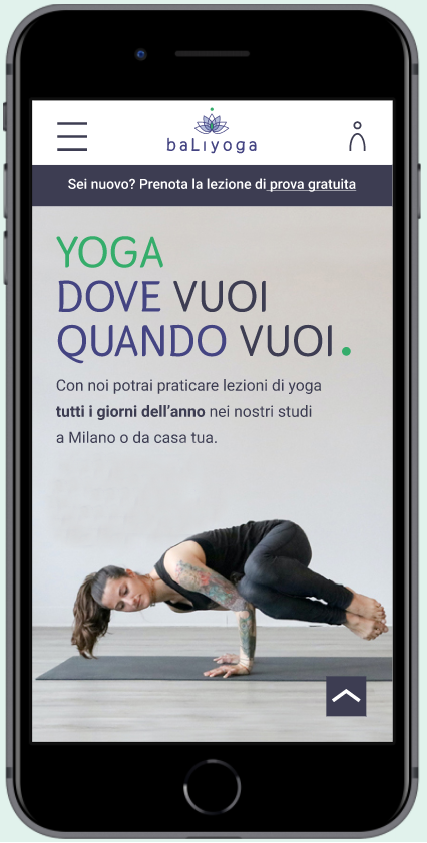 baLiyoga
Sei nuovo? Prenota la lezione di prova gratuita
YOGA
DOVE VUOI
QUANDO VUOI.
Con noi potrai praticare lezioni di yoga
tutti i giorni dell'anno nei nostri studi
a Milano o da casa tua.